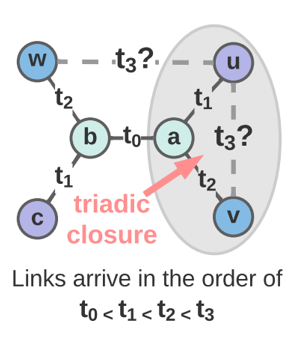 w
t3?
u
t2
t1
b
t0
a
t3?
t1
t2
c
triadic
closure
v
Links arrive in the order of
t0 < t1 < t2 < t3